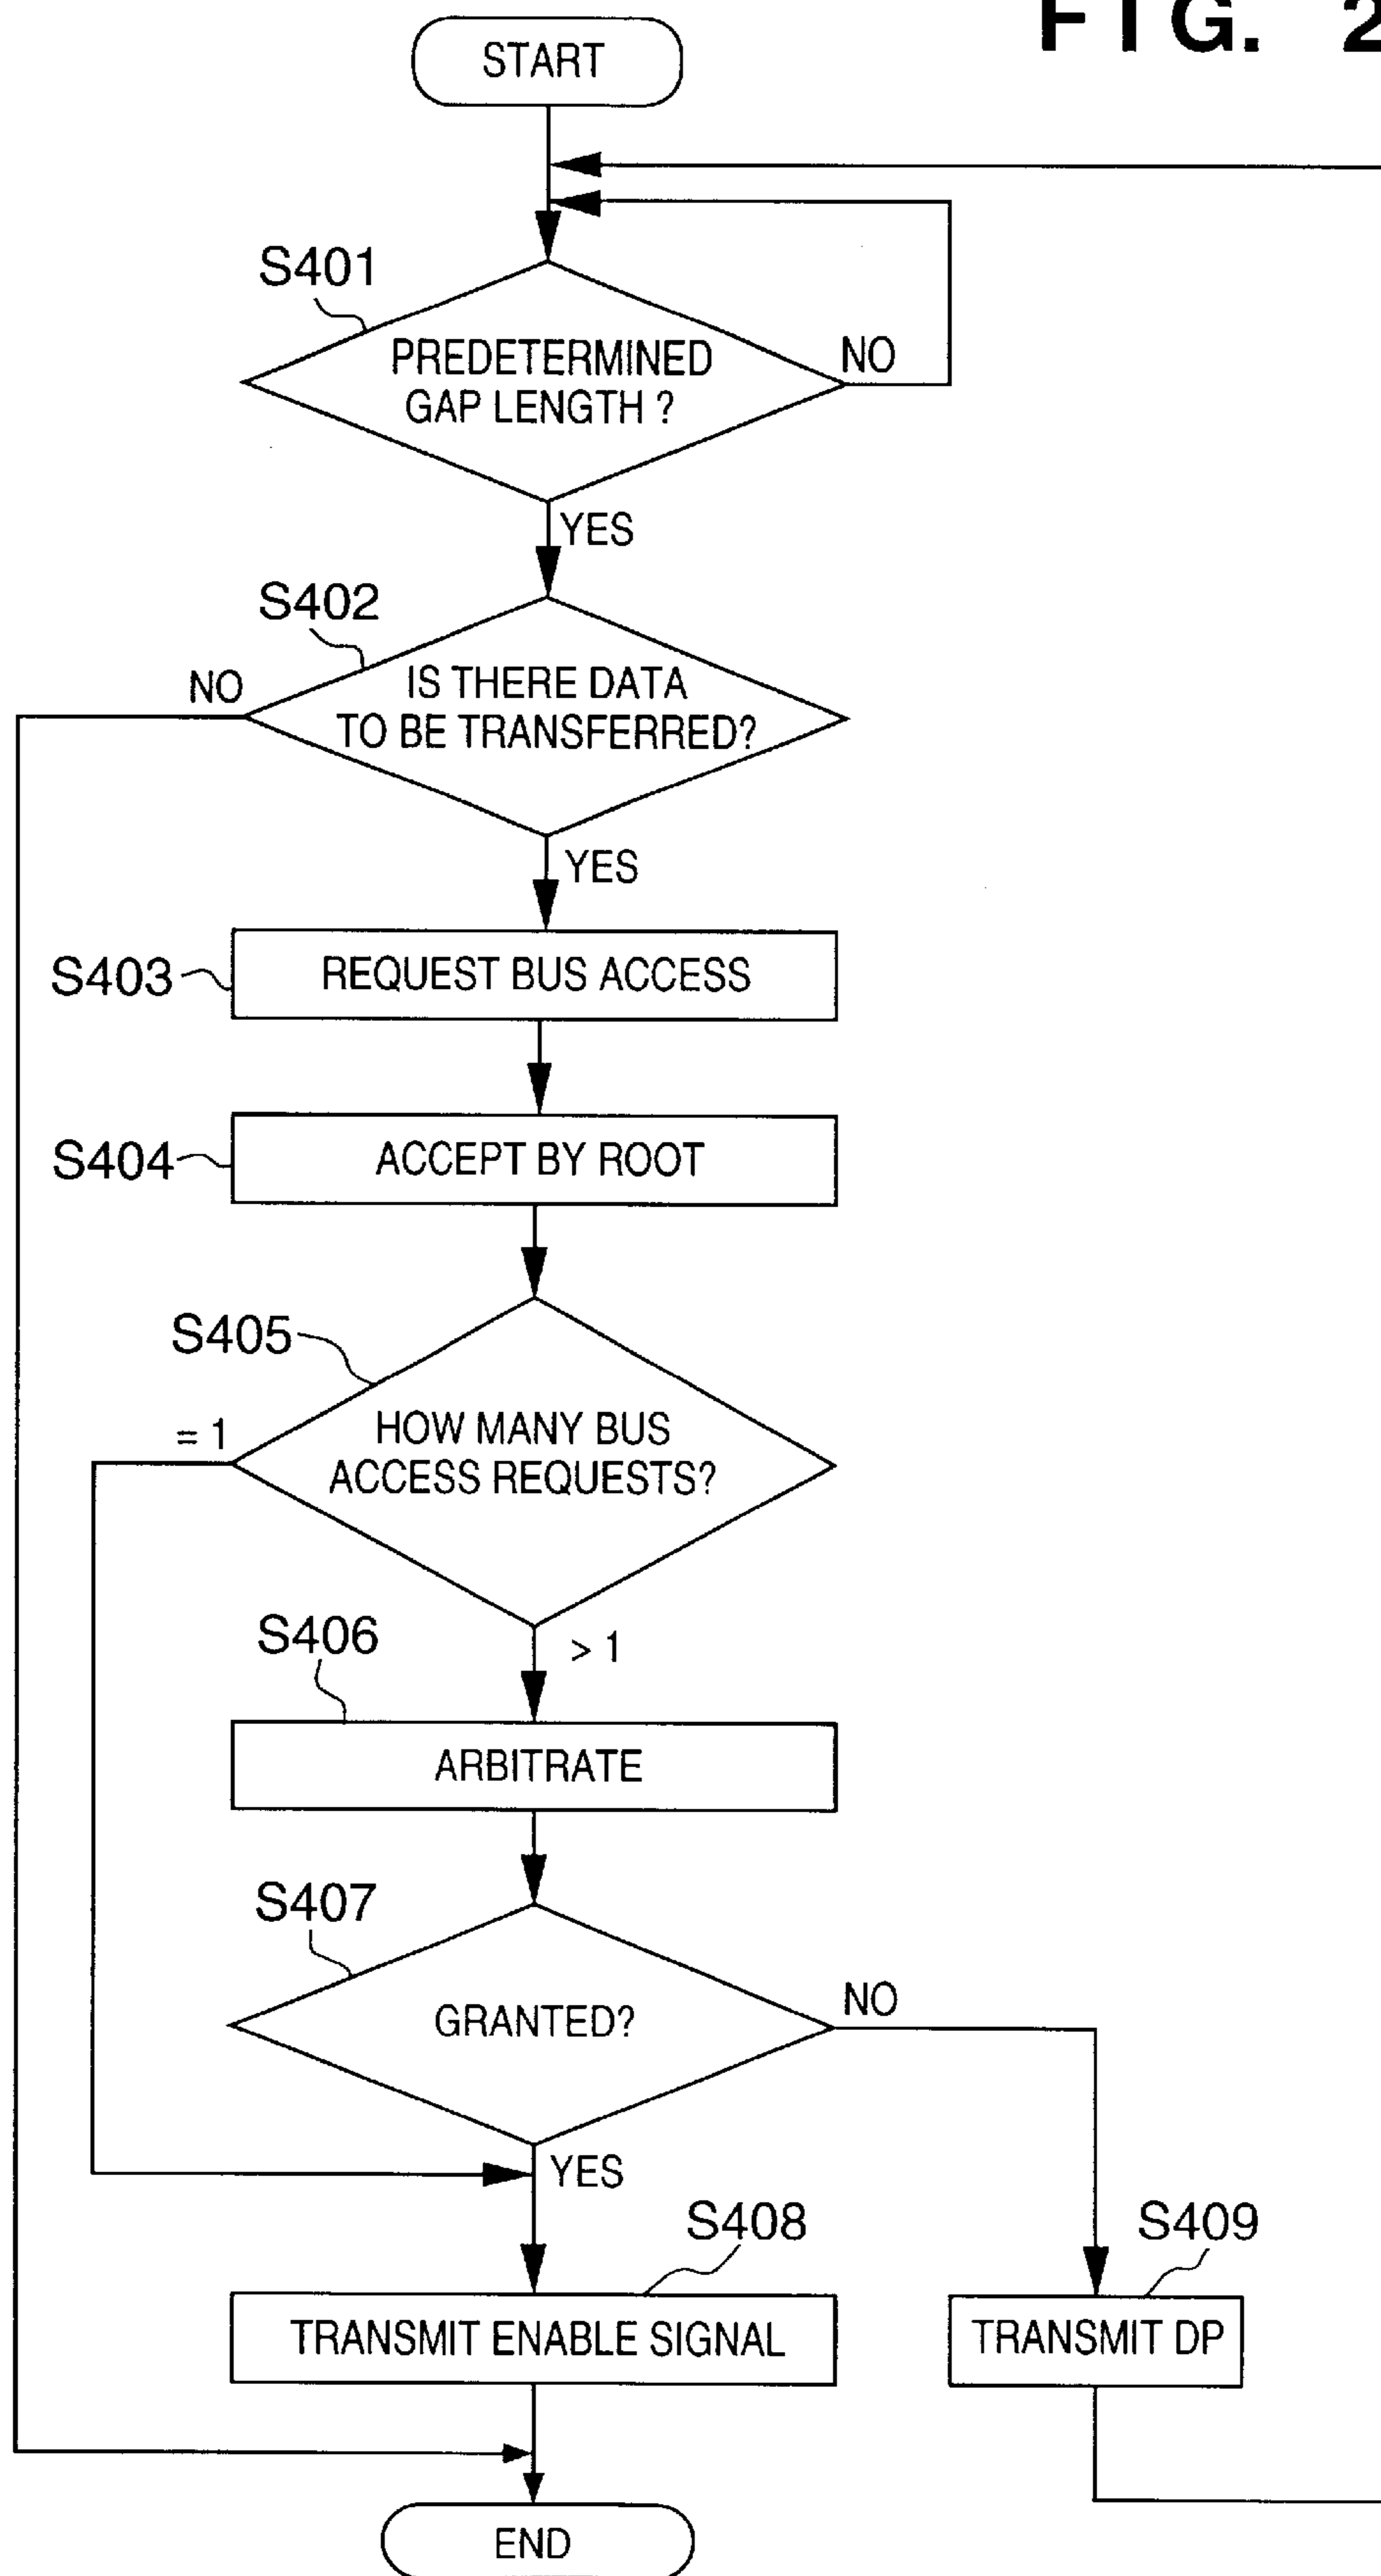 FIG. 2
START
S401
PREDETERMINED
GAP LENGTH ?
NO
YES
S402
NO
IS THERE DATA
TO BE TRANSFERRED?
YES
S403
REQUEST BUS ACCESS
S404
ACCEPT BY ROOT
S405
= 1
HOW MANY BUS
ACCESS REQUESTS?
> 1
S406
ARBITRATE
S407
GRANTED?
NO
YES
S408
S409
TRANSMIT ENABLE SIGNAL
TRANSMIT DP
END